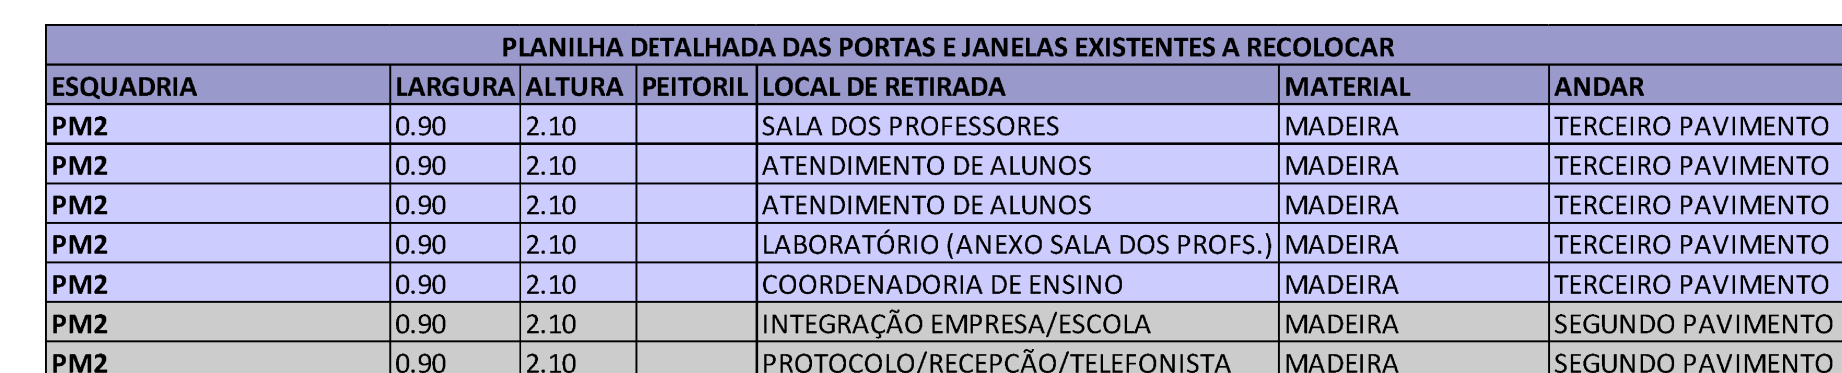 PLANILHA DETALHADA DAS PORTAS E JANELAS EXISTENTES A RECOLOCAR
ESQUADRIA LARGURA ALTURA PEITORIL LOCAL DE RETIRADA MATERIAL ANDAR
PM2 0.90 2.10 SALA DOS PROFESSORES MADEIRA TERCEIRO PAVIMENTO
PM2 0.90 2.10 ATENDIMENTO DE ALUNOS MADEIRA TERCEIRO PAVIMENTO
PM2 0.90 2.10 ATENDIMENTO DE ALUNOS MADEIRA TERCEIRO PAVIMENTO
PM2 0.90 2.10 LABORATÓRIO (ANEXO SALA DOS PROFS.) MADEIRA TERCEIRO PAVIMENTO
PM2 0.90 2.10 COORDENADORIA DE ENSINO MADEIRA TERCEIRO PAVIMENTO
PM2 0.90 2.10 INTEGRAÇÃO EMPRESA/ESCOLA MADEIRA SEGUNDO PAVIMENTO
PM2 0.90 2.10 PROTOCOLO/RECEPÇÃO/TELEFONISTA MADEIRA SEGUNDO PAVIMENTO